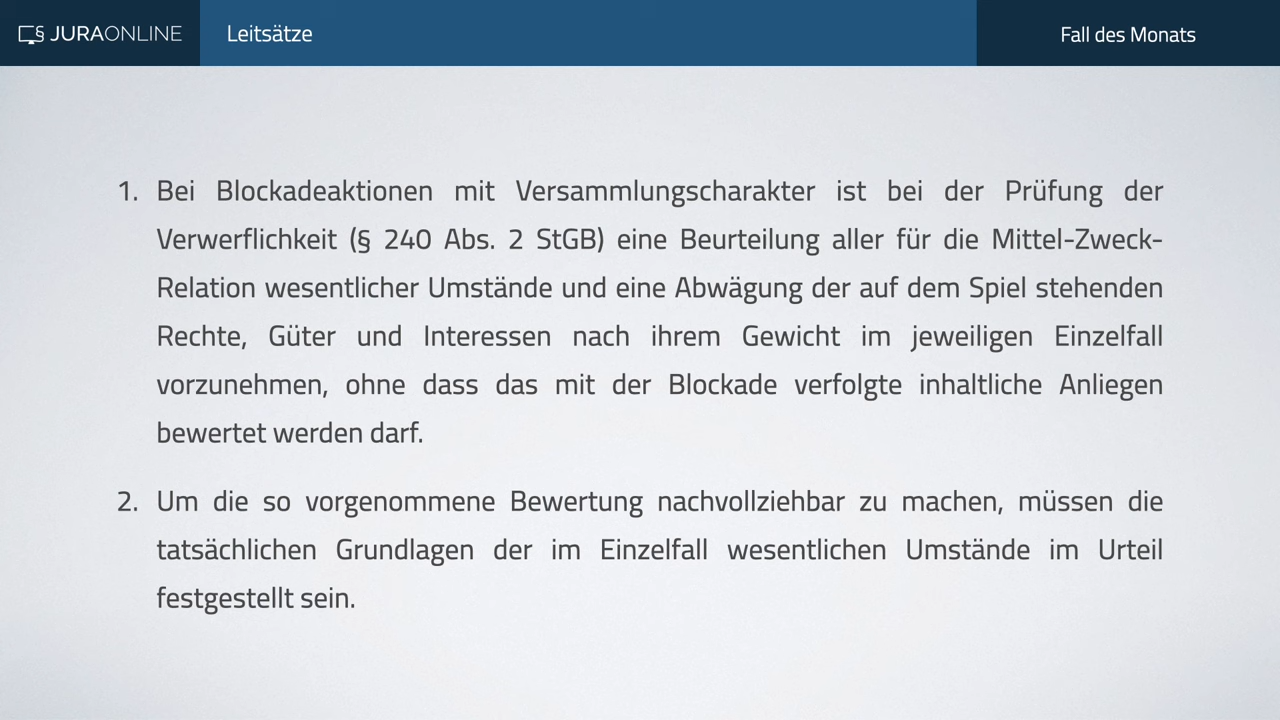 § JURAONLINE
Leitsätze
Fall des Monats
1. Bei Blockadeaktionen mit Versammlungscharakter ist bei der Prüfung der
Verwerflichkeit (§ 240 Abs. 2 StGB) eine Beurteilung aller für die Mittel-Zweck-
Relation wesentlicher Umstände und eine Abwägung der auf dem Spiel stehenden
Rechte, Güter und Interessen nach ihrem Gewicht im jeweiligen Einzelfall
vorzunehmen, ohne dass das mit der Blockade verfolgte inhaltliche Anliegen
bewertet werden darf.
2. Um die so vorgenommene Bewertung nachvollziehbar zu machen, müssen die
tatsächlichen Grundlagen der im Einzelfall wesentlichen Umstände im Urteil
festgestellt sein.